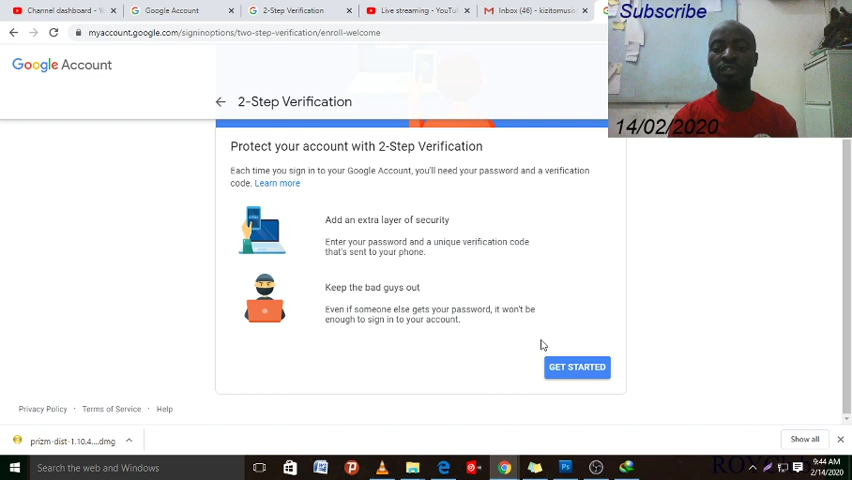 Channel dashboard - Yo
Google Account
2-Step Verification
Live streaming - YouTu
Inbox (46) - kizitomusi
myaccount.google.com/signinoptions/two-step-verification/enroll-welcome
Subscribe
14/02/2020
Google Account
2-Step Verification
Protect your account with 2-Step Verification
Each time you sign in to your Google Account, you'll need your password and a verification
code. Learn more
Add an extra layer of security
Enter your password and a unique verification code
that's sent to your phone.
Keep the bad guys out
Even if someone else gets your password, it won't be
enough to sign in to your account.
GET STARTED
Privacy Policy · Terms of Service · Help
prizm-dist-1.10.4....dmg
Show all
Search the web and Windows
9:44 AM
2/14/2020